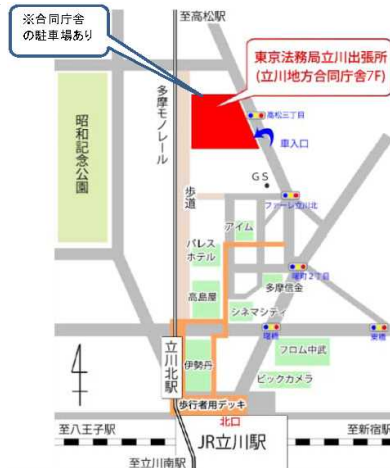 至高松駅
※合同庁舎
の駐車場あり
東京法務局立川出張所
(立川地方合同庁舎7F)
高松三丁目
車入口
昭和記念公園
多摩モノレール
歩道
GS
ファーレ立川北
アイム
パレス
ホテル
曙町2丁目
多摩信金
高島屋
シネマシティ
曙橋
東橋
立川北駅
伊勢丹
フロム中武
ビックカメラ
歩行者用デッキ
北口
至八王子駅
JR立川駅
至新宿駅
至立川南駅